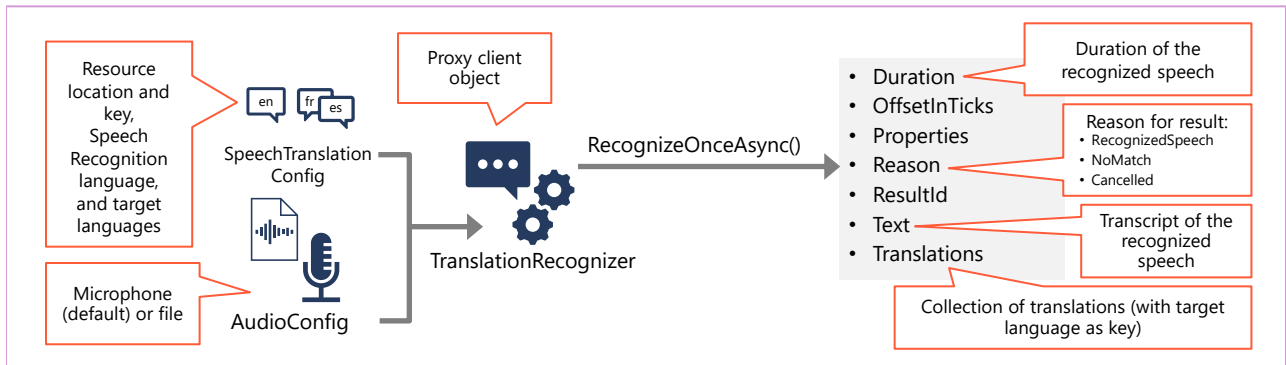 Resource
location and
key,
Speech
Recognition
language,
and target
languages
en
fr
es
SpeechTranslation
Config
Microphone
(default) or file
AudioConfig
Proxy client
object
TranslationRecognizer
RecognizeOnceAsync()
• Duration
• OffsetInTicks
• Properties
• Reason
• ResultId
• Text
• Translations
Duration of the
recognized speech
Reason for result:
• RecognizedSpeech
• NoMatch
• Cancelled
Transcript of the
recognized
speech
Collection of translations (with target
language as key)